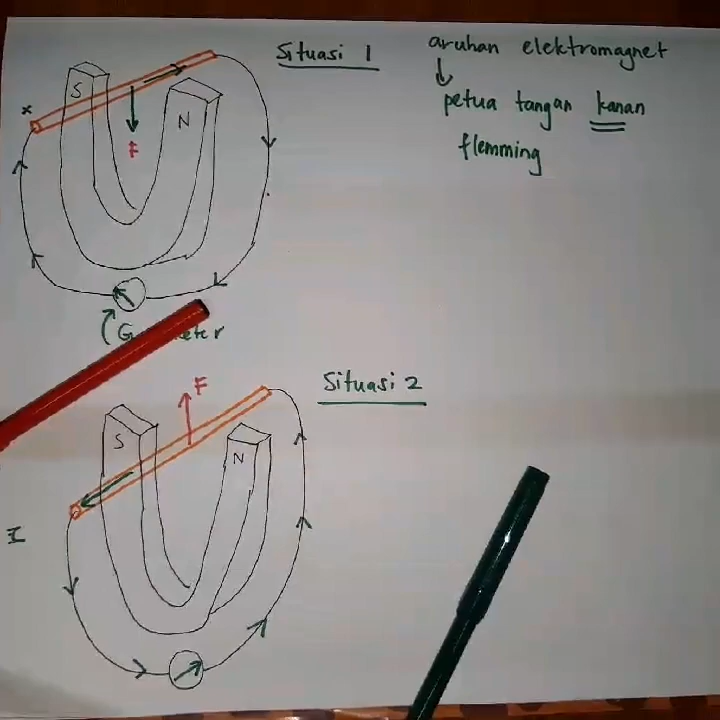 Situasi 1
aruhan elektromagnet
petua tangan kanan
flemming
S
N
x
F
Situasi 2
F
S
N
I